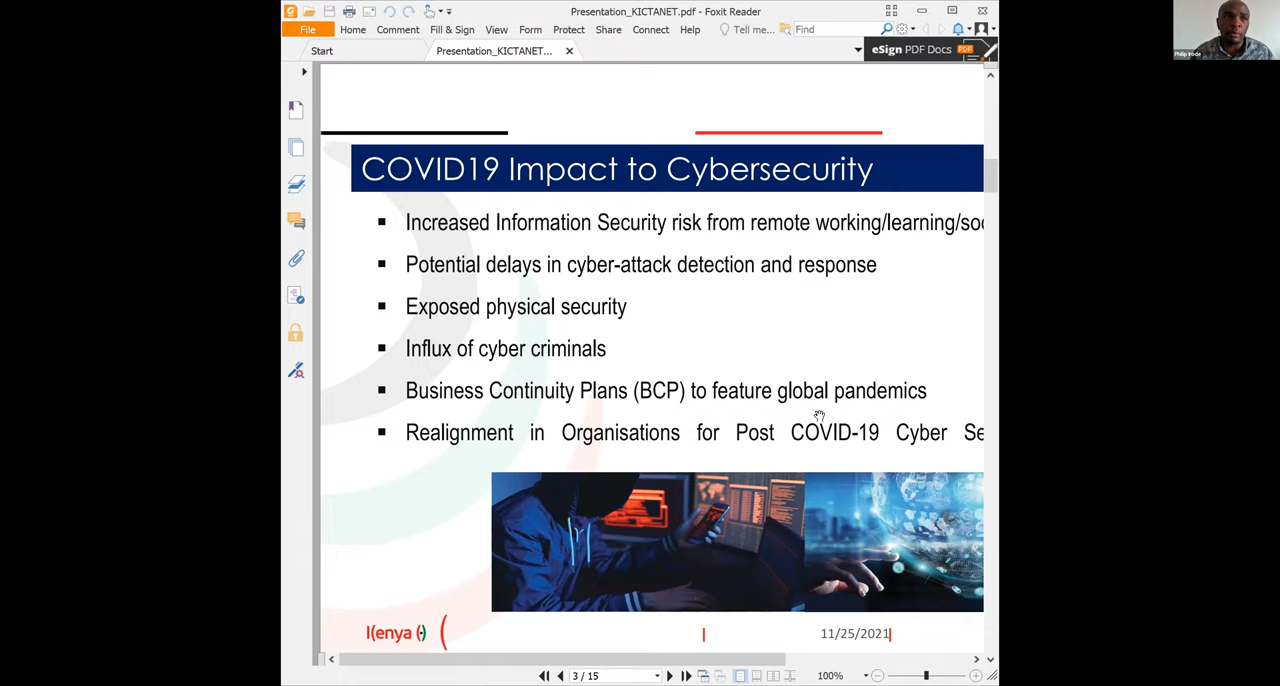 Presentation_KICTANET.pdf - Foxit Reader
File Home Comment Fill & Sign View Form Protect Share Connect Help Tell me... Find
Start Presentation_KICTANET... eSign PDF Docs PDF
COVID19 Impact to Cybersecurity
▪ Increased Information Security risk from remote working/learning/soc
▪ Potential delays in cyber-attack detection and response
▪ Exposed physical security
▪ Influx of cyber criminals
▪ Business Continuity Plans (BCP) to feature global pandemics
▪ Realignment in Organisations for Post COVID-19 Cyber Se
11/25/2021
3 / 15
100%